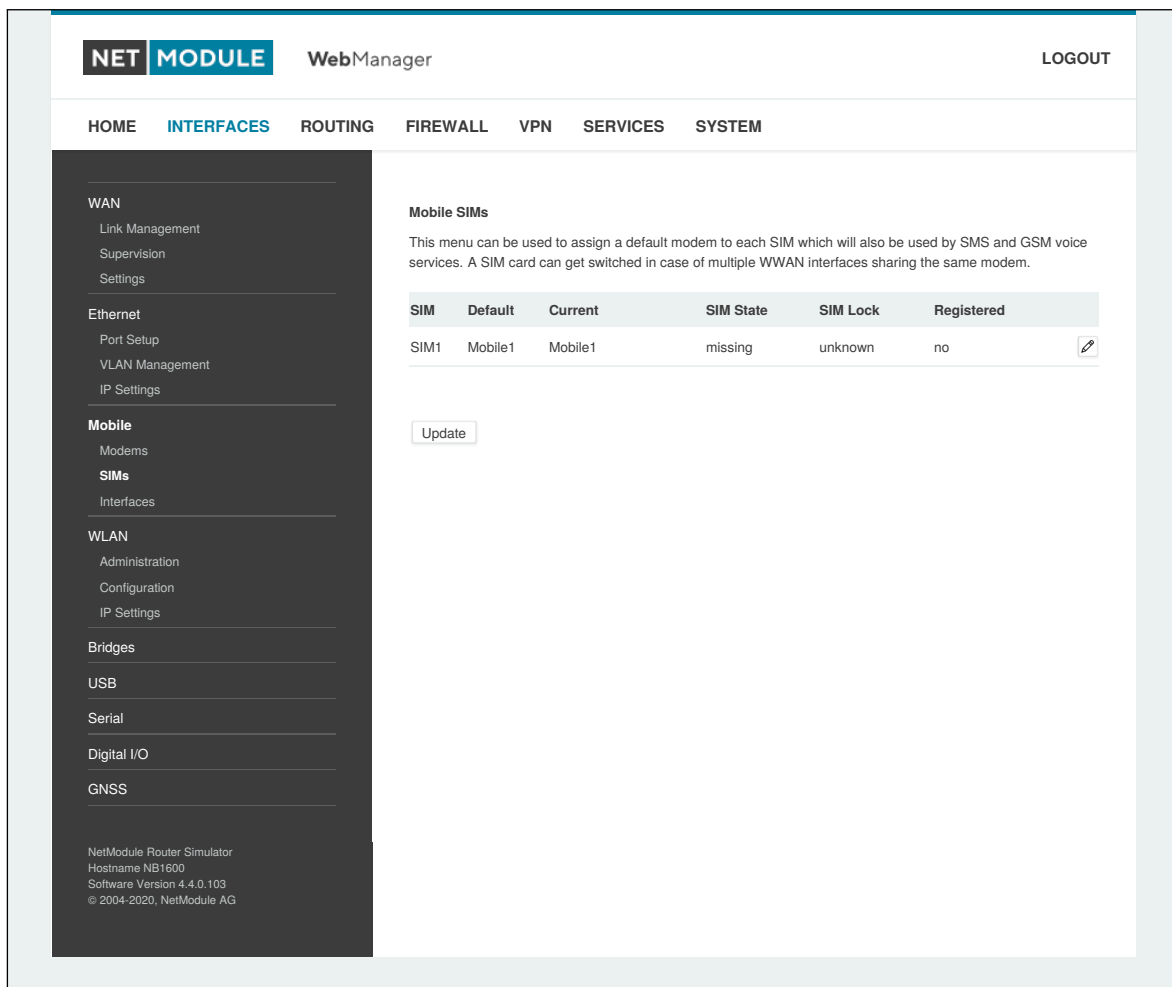 NET MODULE WebManager LOGOUT
HOME INTERFACES ROUTING FIREWALL VPN SERVICES SYSTEM
WAN
Link Management
Supervision
Settings
Ethernet
Port Setup
VLAN Management
IP Settings
Mobile
Modems
SIMs
Interfaces
WLAN
Administration
Configuration
IP Settings
Bridges
USB
Serial
Digital I/O
GNSS
NetModule Router Simulator
Hostname NB1600
Software Version 4.4.0.103
© 2004-2020, NetModule AG
Mobile SIMs
This menu can be used to assign a default modem to each SIM which will also be used by SMS and GSM voice
services. A SIM card can get switched in case of multiple WWAN interfaces sharing the same modem.
SIM Default Current SIM State SIM Lock Registered
SIM1 Mobile1 Mobile1 missing unknown no
Update